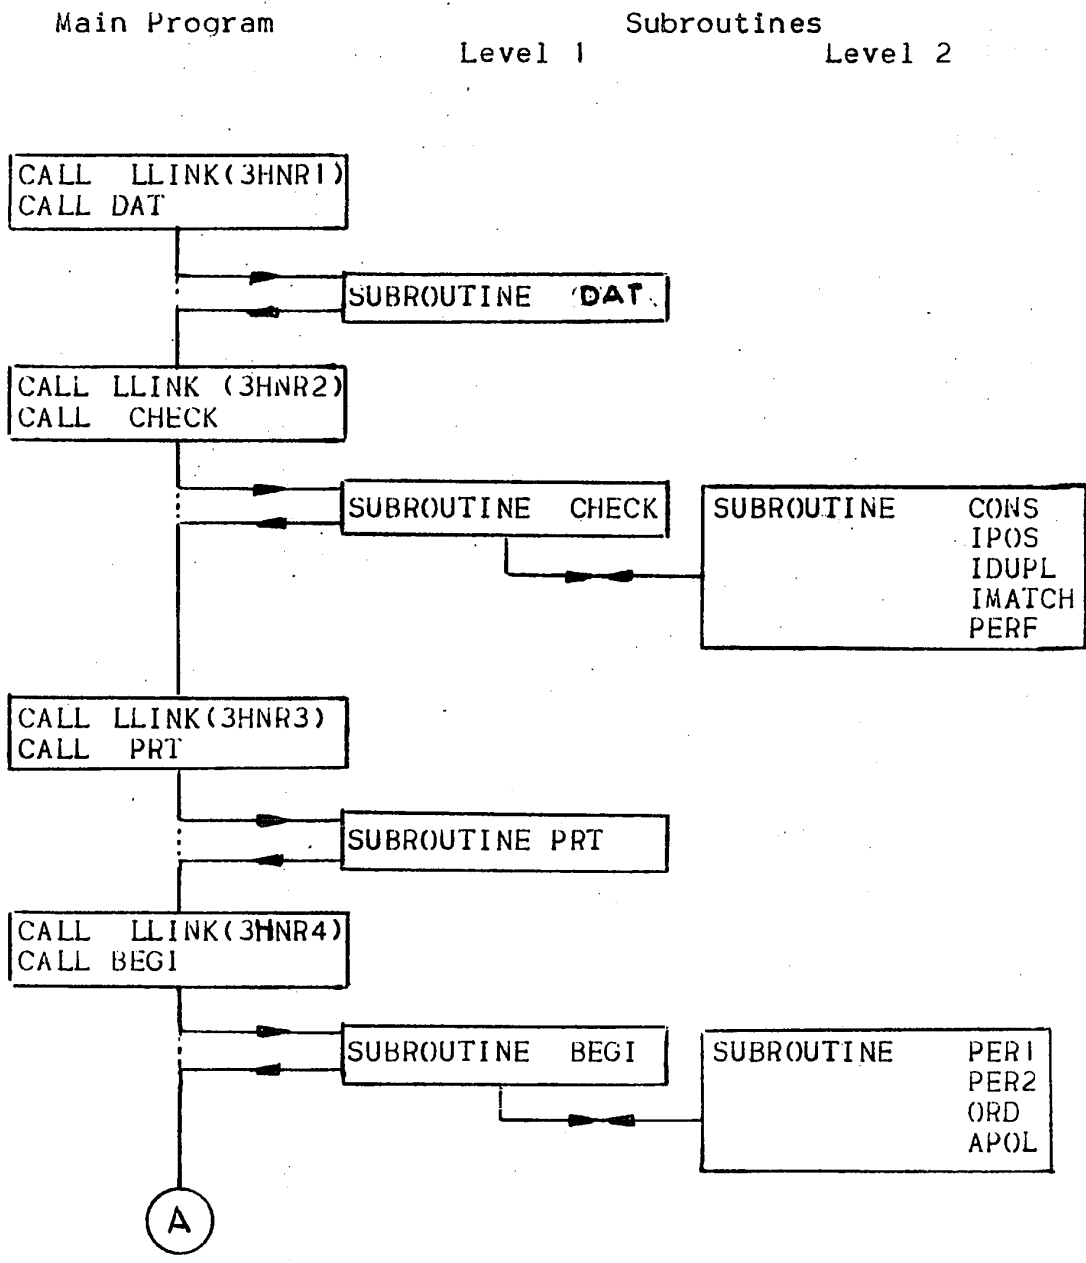 Main Program
Subroutines
Level 1
Level 2
CALL LLINK(3HNR1)
CALL DAT
SUBROUTINE DAT
CALL LLINK (3HNR2)
CALL CHECK
SUBROUTINE CHECK
SUBROUTINE CONS
IPOS
IDUPL
IMATCH
PERF
CALL LLINK(3HNR3)
CALL PRT
SUBROUTINE PRT
CALL LLINK(3HNR4)
CALL BEGI
SUBROUTINE BEGI
SUBROUTINE PER1
PER2
ORD
APOL
A